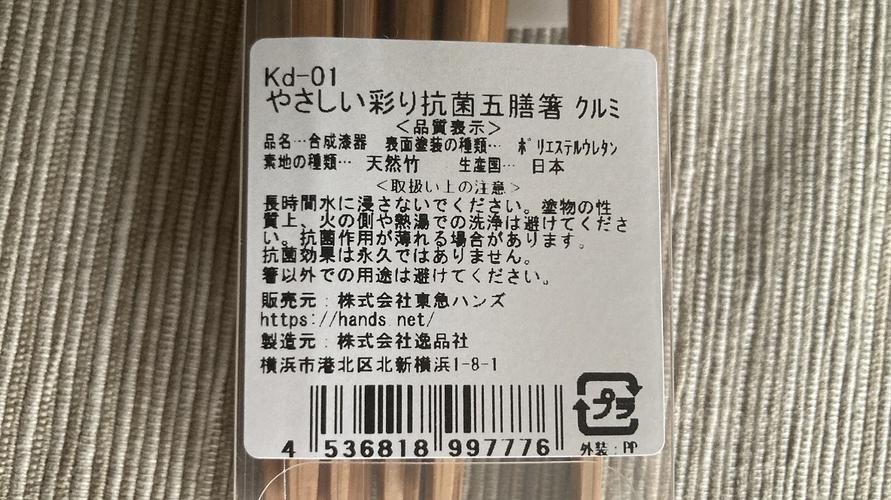 Kd-01
やさしい彩り抗菌五膳箸 クルミ
＜品質表示＞
品名…合成漆器 表面塗装の種類… ポリエステルウレタン
素地の種類… 天然竹 生産国… 日本
＜取扱い上の注意＞
長時間水に浸さないでください。塗物の性
質上、火の側や熱湯での洗浄は避けてくださ
い。抗菌作用が薄れる場合があります。
抗菌効果は永久ではありません。
箸以外での用途は避けてください。
販売元：株式会社東急ハンズ
https://hands.net/
製造元：株式会社逸品社
横浜市港北区北新横浜1-8-1
4 536818 997776
プラ
外装：PP